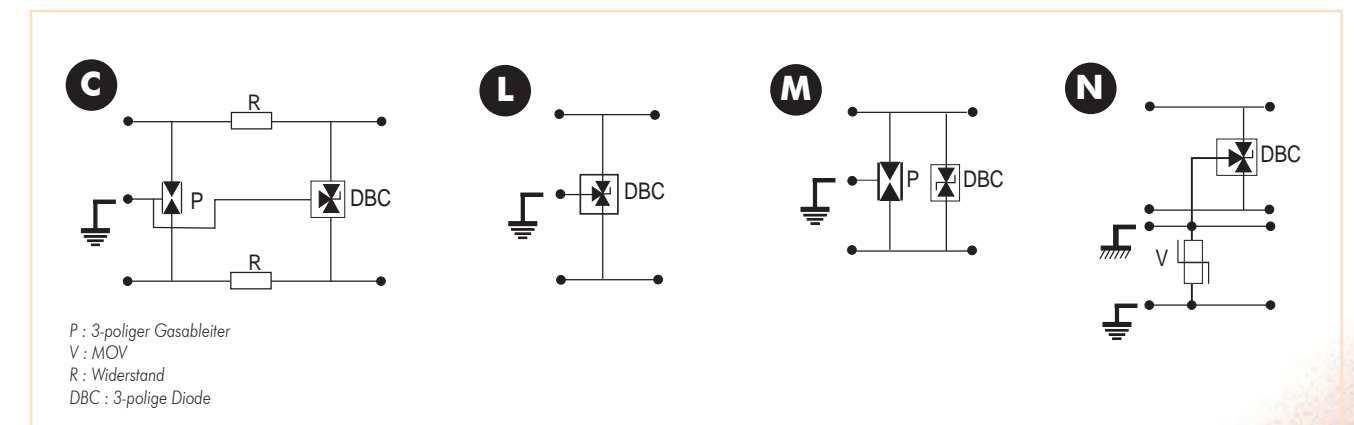 C
R
P
DBC
R
L
DBC
M
P
DBC
N
DBC
V
P : 3-poliger Gasableiter
V : MOV
R : Widerstand
DBC : 3-polige Diode